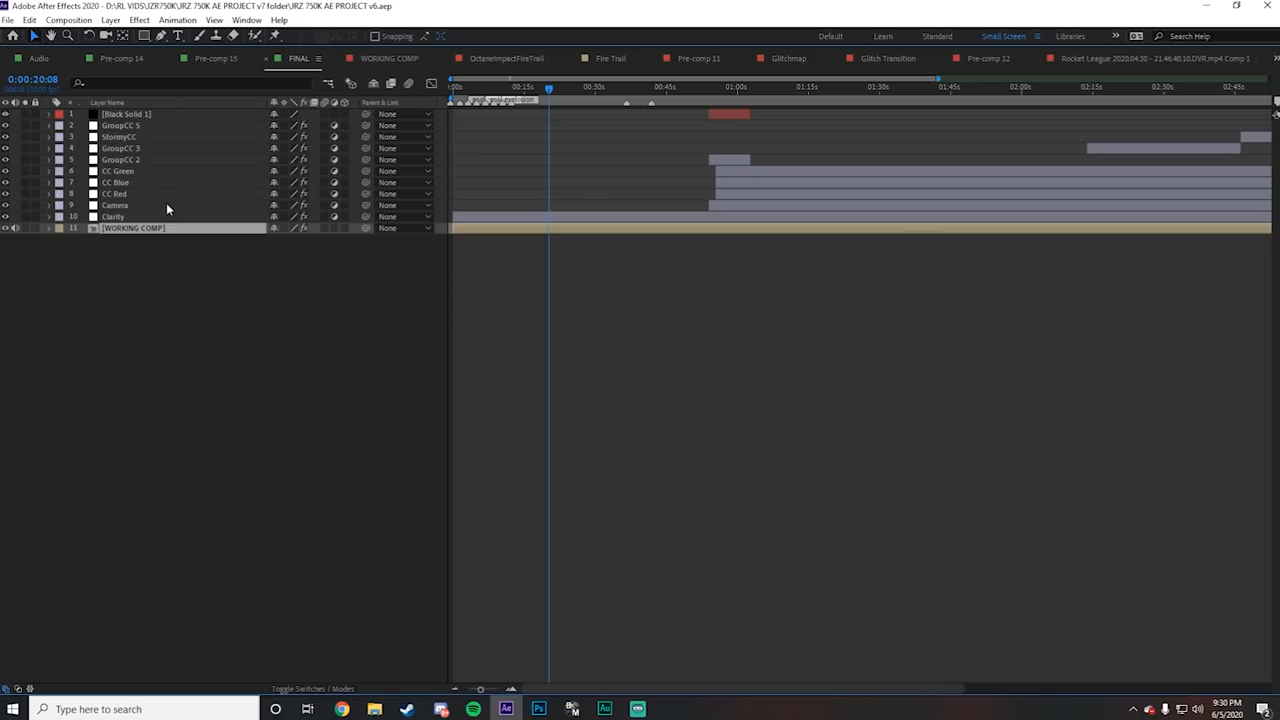 Adobe After Effects 2020 - D:\RL VIDS\JZR750K\JRZ 750K AE PROJECT v7 folder\JRZ 750K AE PROJECT v6.aep
File Edit Composition Layer Effect Animation View Window Help
Snapping Default Learn Standard Small Screen Libraries Search Help
Audio Pre-comp 14 Pre-comp 15 FINAL WORKING COMP OctaneImpactFireTrail Fire Trail Pre-comp 11 Glitchmap Glitch Transition Pre-comp 12 Rocket League 2020.04.30 - 21.46.40.10.DVR.mp4 Comp 1
0:00:20:08
:00s 00:15s 00:30s 00:45s 01:00s 01:15s 01:30s 01:45s 02:00s 02:15s 02:30s 02:45s
# Layer Name Parent & Link
1 [Black Solid 1] None
2 GroupCC 5 None
3 StormyCC None
4 GroupCC 3 None
5 GroupCC 2 None
6 CC Green None
7 CC Blue None
8 CC Red None
9 Camera None
10 Clarity None
11 [WORKING COMP] None
Toggle Switches / Modes
Type here to search
9:30 PM
6/5/2020